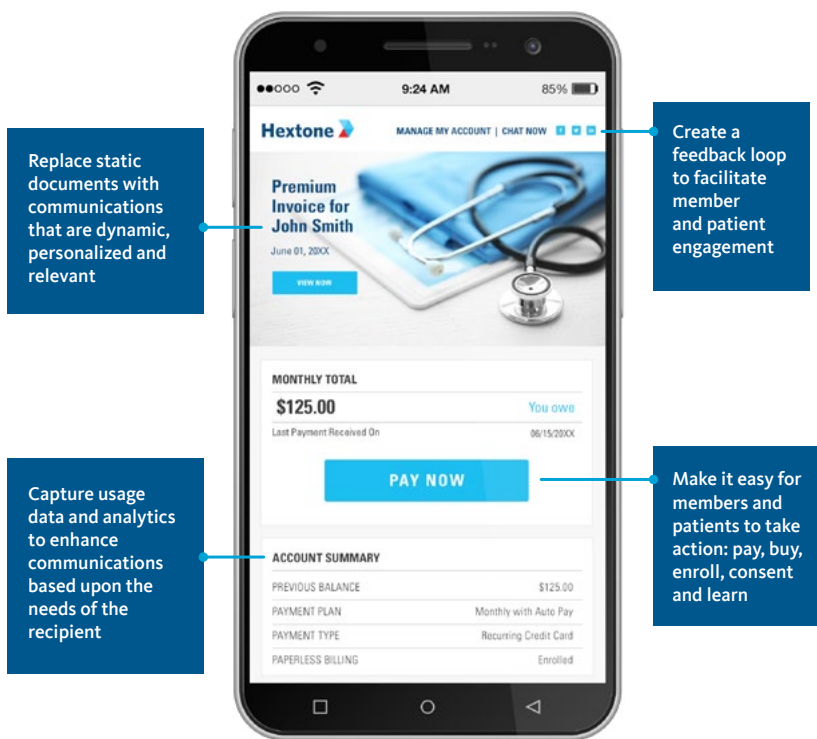 9:24 AM
85%
Hextone
MANAGE MY ACCOUNT | CHAT NOW
Premium
Invoice for
John Smith
June 01, 20XX
VIEW NOW
MONTHLY TOTAL
$125.00 You owe
Last Payment Received On 06/15/20XX
PAY NOW
ACCOUNT SUMMARY
PREVIOUS BALANCE $125.00
PAYMENT PLAN Monthly with Auto Pay
PAYMENT TYPE Recurring Credit Card
PAPERLESS BILLING Enrolled
Replace static
documents with
communications
that are dynamic,
personalized and
relevant
Create a
feedback loop
to facilitate
member
and patient
engagement
Capture usage
data and analytics
to enhance
communications
based upon the
needs of the
recipient
Make it easy for
members and
patients to take
action: pay, buy,
enroll, consent
and learn